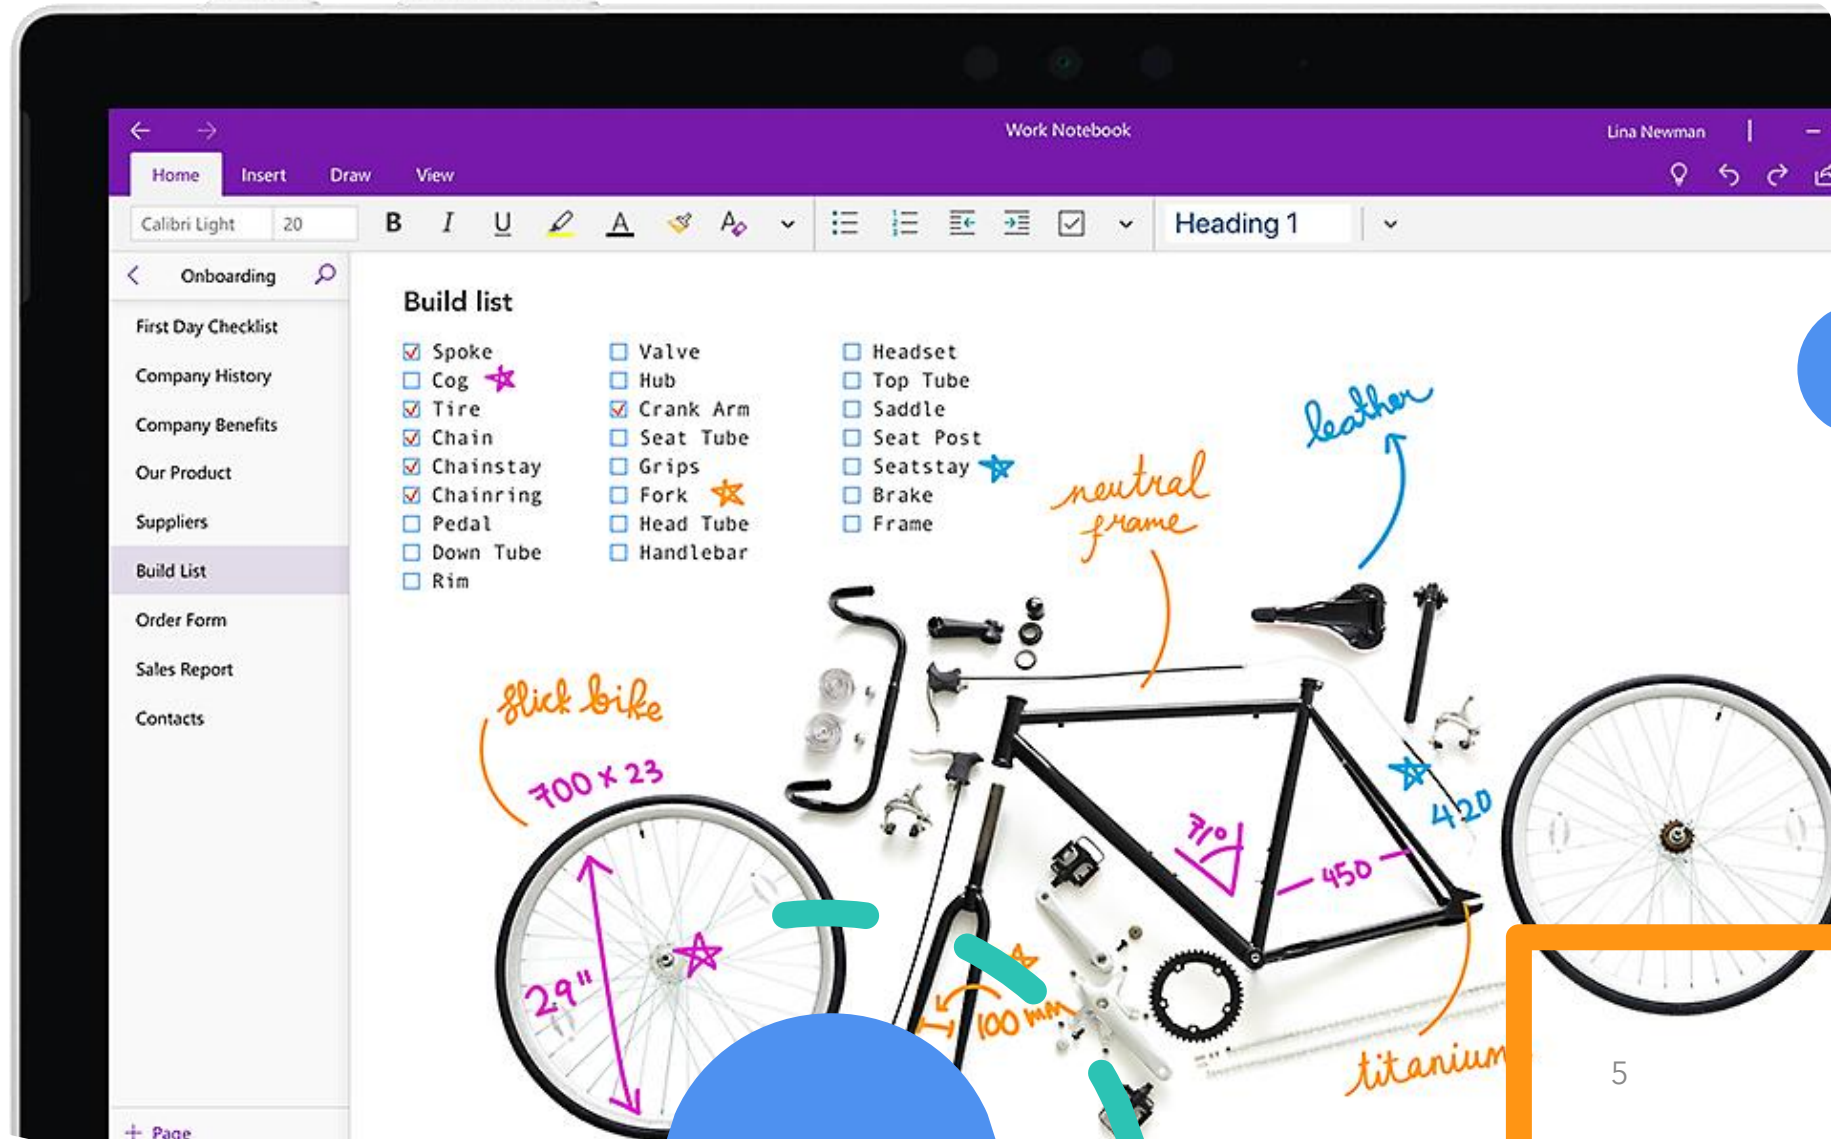 Work Notebook
Lina Newman
Home Insert Draw View
Calibri Light 20 B I U A A Heading 1
Onboarding
First Day Checklist
Company History
Company Benefits
Our Product
Suppliers
Build List
Order Form
Sales Report
Contacts
+ Page
Build list
Spoke
Cog
Tire
Chain
Chainstay
Chainring
Pedal
Down Tube
Rim
Valve
Hub
Crank Arm
Seat Tube
Grips
Fork
Head Tube
Handlebar
Headset
Top Tube
Saddle
Seat Post
Seatstay
Brake
Frame
leather
neutral
frame
slick bike
700 x 23
29"
71°
450
420
100 mm
titanium
5